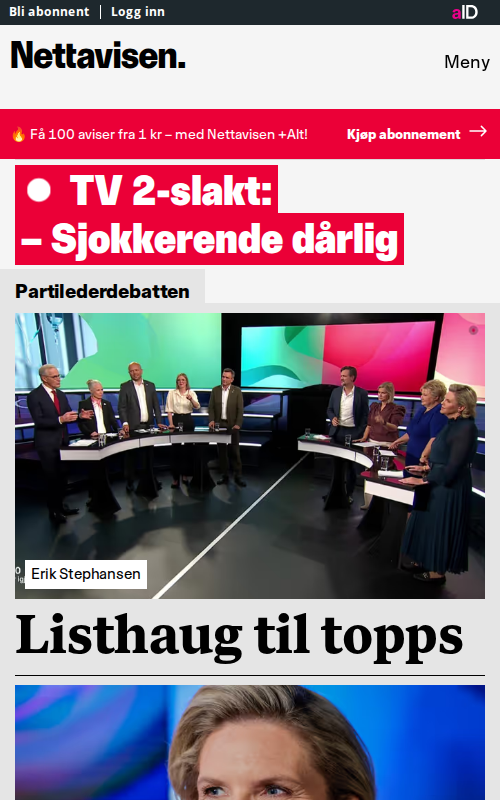 Bli abonnent
Logg inn
aID
Nettavisen.
Meny
🔥 Få 100 aviser fra 1 kr – med Nettavisen +Alt!
Kjøp abonnement →
TV 2-slakt:
– Sjokkerende dårlig
Partilederdebatten
Erik Stephansen
Listhaug til topps